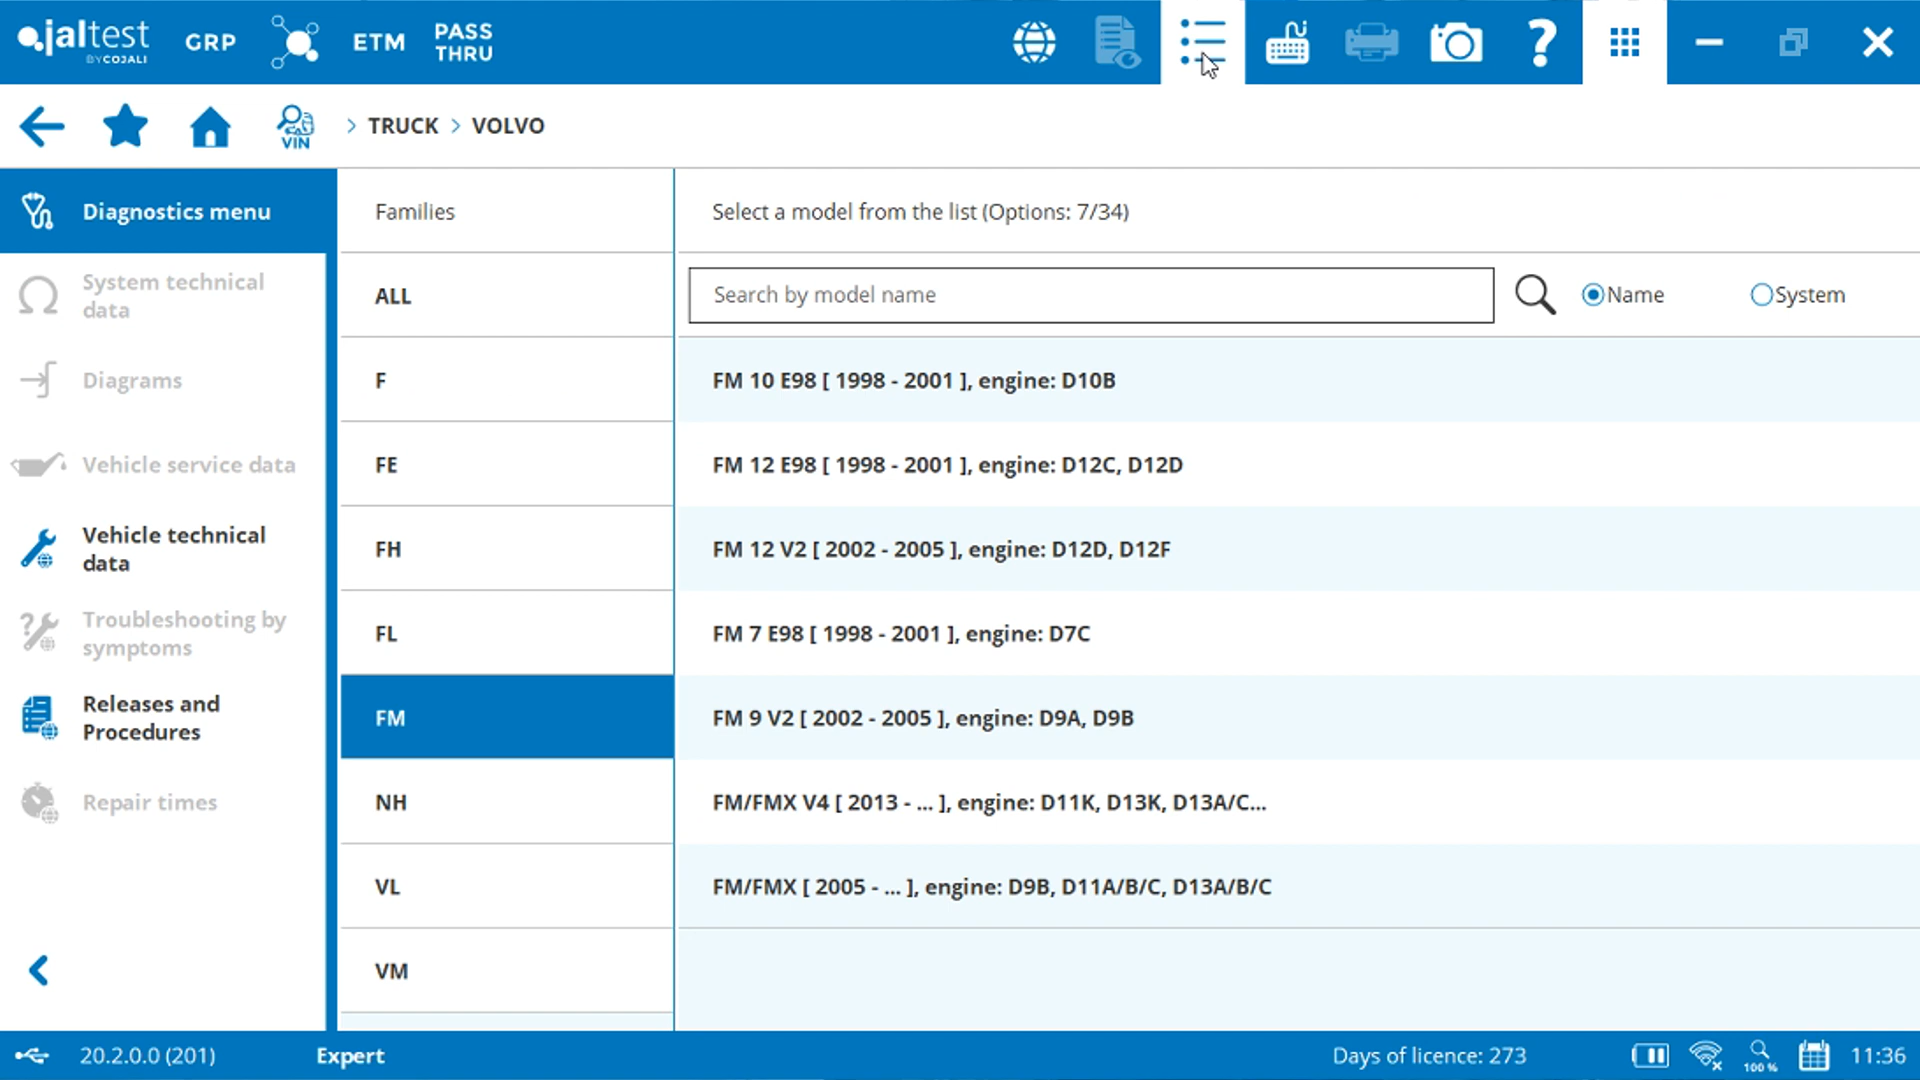 jaltest
BY COJALI
GRP
ETM
PASS
THRU
?
VIN
> TRUCK > VOLVO
Diagnostics menu
System technical
data
Diagrams
Vehicle service data
Vehicle technical
data
Troubleshooting by
symptoms
Releases and
Procedures
Repair times
Families
ALL
F
FE
FH
FL
FM
NH
VL
VM
Select a model from the list (Options: 7/34)
Search by model name
Name
System
FM 10 E98 [ 1998 - 2001 ], engine: D10B
FM 12 E98 [ 1998 - 2001 ], engine: D12C, D12D
FM 12 V2 [ 2002 - 2005 ], engine: D12D, D12F
FM 7 E98 [ 1998 - 2001 ], engine: D7C
FM 9 V2 [ 2002 - 2005 ], engine: D9A, D9B
FM/FMX V4 [ 2013 - ... ], engine: D11K, D13K, D13A/C...
FM/FMX [ 2005 - ... ], engine: D9B, D11A/B/C, D13A/B/C
20.2.0.0 (201)
Expert
Days of licence: 273
100 %
11:36